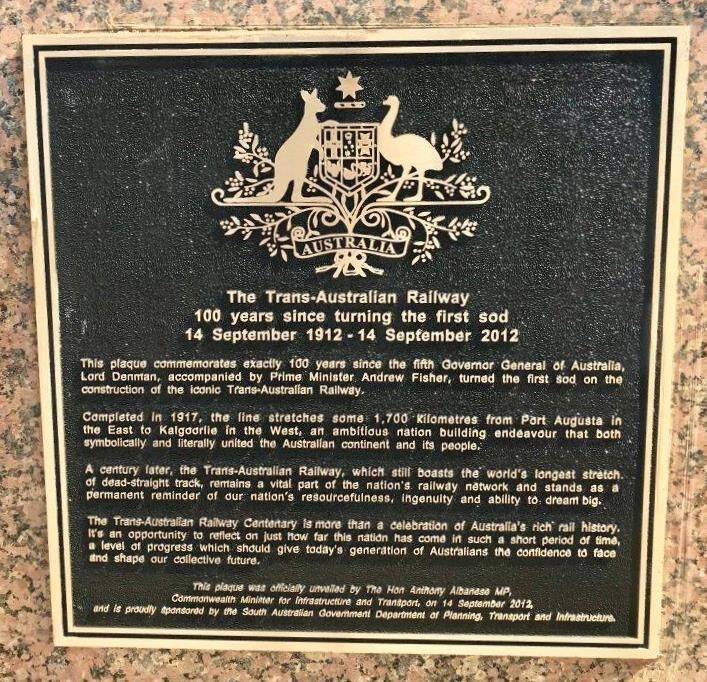 AUSTRALIA
The Trans-Australian Railway
100 years since turning the first sod
14 September 1912 - 14 September 2012
This plaque commemorates exactly 100 years since the fifth Governor General of Australia,
Lord Denman, accompanied by Prime Minister Andrew Fisher, turned the first sod on the
construction of the iconic Trans-Australian Railway.
Completed in 1917, the line stretches some 1,700 kilometres from Port Augusta in
the East to Kalgoorlie in the West, an ambitious nation building endeavour that both
symbolically and literally united the Australian continent and its people.
A century later, the Trans-Australian Railway, which still boasts the world's longest stretch
of dead-straight track, remains a vital part of the nation's railway network and stands as a
permanent reminder of our nation's resourcefulness, ingenuity and ability to dream big.
The Trans-Australian Railway Centenary is more than a celebration of Australia's rich rail history.
It's an opportunity to reflect on just how far this nation has come in such a short period of time,
a level of progress which should give today's generation of Australians the confidence to face
and shape our collective future.
This plaque was officially unveiled by The Hon Anthony Albanese MP,
Commonwealth Minister for Infrastructure and Transport, on 14 September 2012,
and is proudly sponsored by the South Australian Government Department of Planning, Transport and Infrastructure.